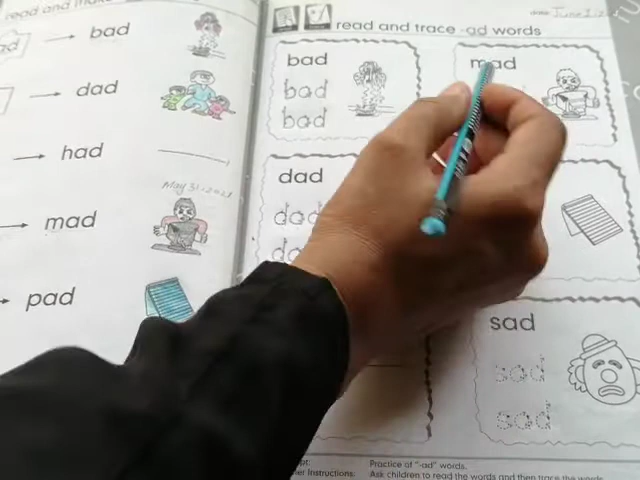 read and
bad
dad
had
May 31-2021
mad
pad
read and trace -ad words
June 1
bad
bad
bad
mad
dad
dad
sad
sad
sad
Practice of "-ad" words.
Instructions: Ask children to read the words and then trace the words.